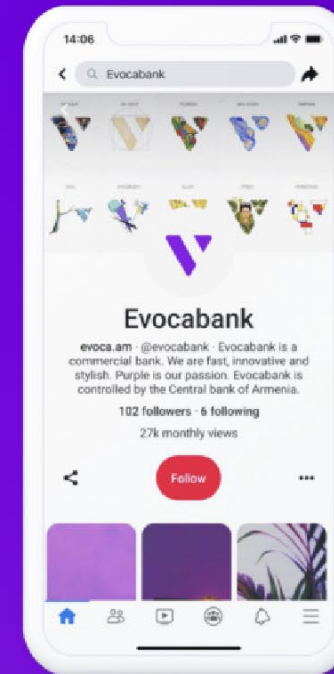 14:06
Evocabank
Evocabank
evoca.am · @evocabank · Evocabank is a
commercial bank. We are fast, innovative and
stylish. Purple is our passion. Evocabank is
controlled by the Central bank of Armenia.
102 followers · 6 following
27k monthly views
Follow